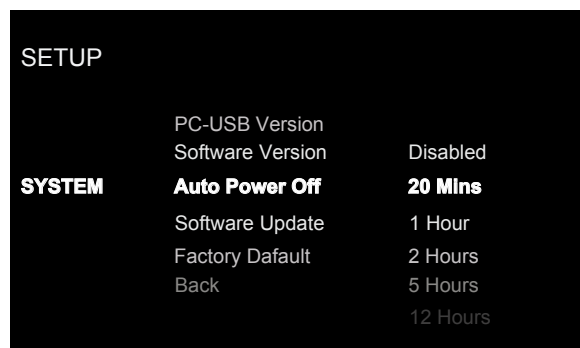 SETUP
PC-USB Version
Software Version Disabled
SYSTEM Auto Power Off 20 Mins
Software Update 1 Hour
Factory Dafault 2 Hours
Back 5 Hours
12 Hours